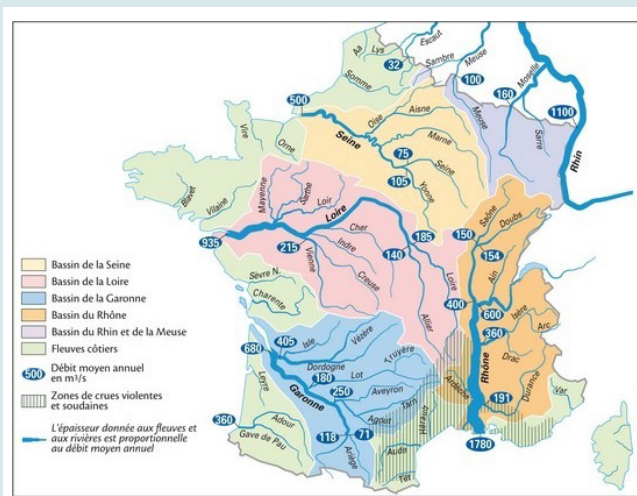 Aa
Lys
Escaut
32
Sambre
Meuse
100
Moselle
160
1100
Somme
500
Oise
Aisne
Meuse
Sarre
Rhin
Vire
Orne
Seine
Marne
75
Seine
105
Yonne
Blavet
Vilaine
Mayenne
Sarthe
Loir
Loire
Saône
Doubs
150
154
935
215
Cher
Indre
Vienne
Creuse
140
185
Loire
Ain
400
600
Sèvre N.
Charente
Allier
360
Isère
Arc
Bassin de la Seine
Bassin de la Loire
Bassin de la Garonne
Bassin du Rhône
Bassin du Rhin et de la Meuse
Fleuves côtiers
500 Débit moyen annuel
en m³/s
Zones de crues violentes
et soudaines
L'épaisseur donnée aux fleuves et
aux rivières est proportionnelle
au débit moyen annuel
680
405
Isle
Vézère
Dordogne
180
Lot
Truyère
250
Aveyron
Garonne
Leyre
Tarn
Agout
Hérault
Ardèche
Rhône
Drac
Durance
191
Var
360
Adour
Gave de Pau
118
71
Ariège
Aude
Têt
1780